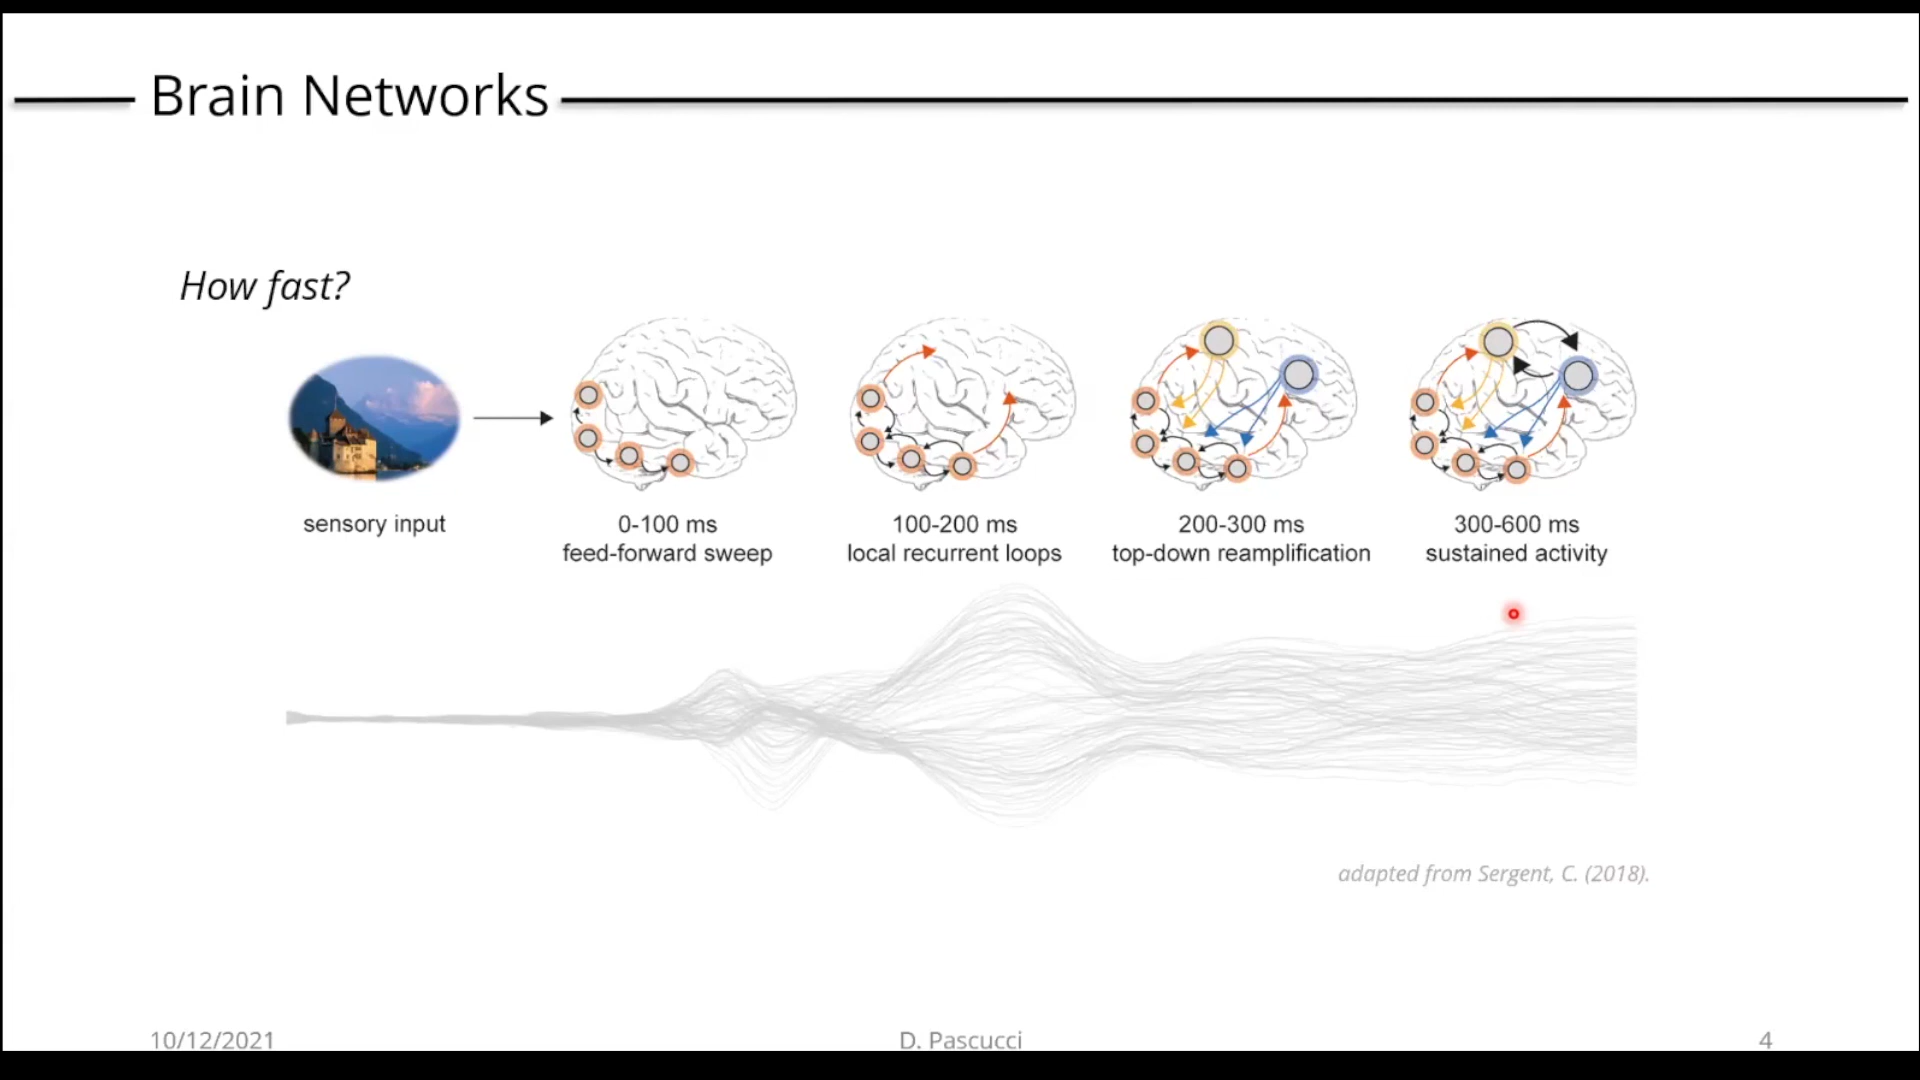 Brain Networks
How fast?
sensory input
0-100 ms
feed-forward sweep
100-200 ms
local recurrent loops
200-300 ms
top-down reamplification
300-600 ms
sustained activity
adapted from Sergent, C. (2018).
10/12/2021
D. Pascucci
4